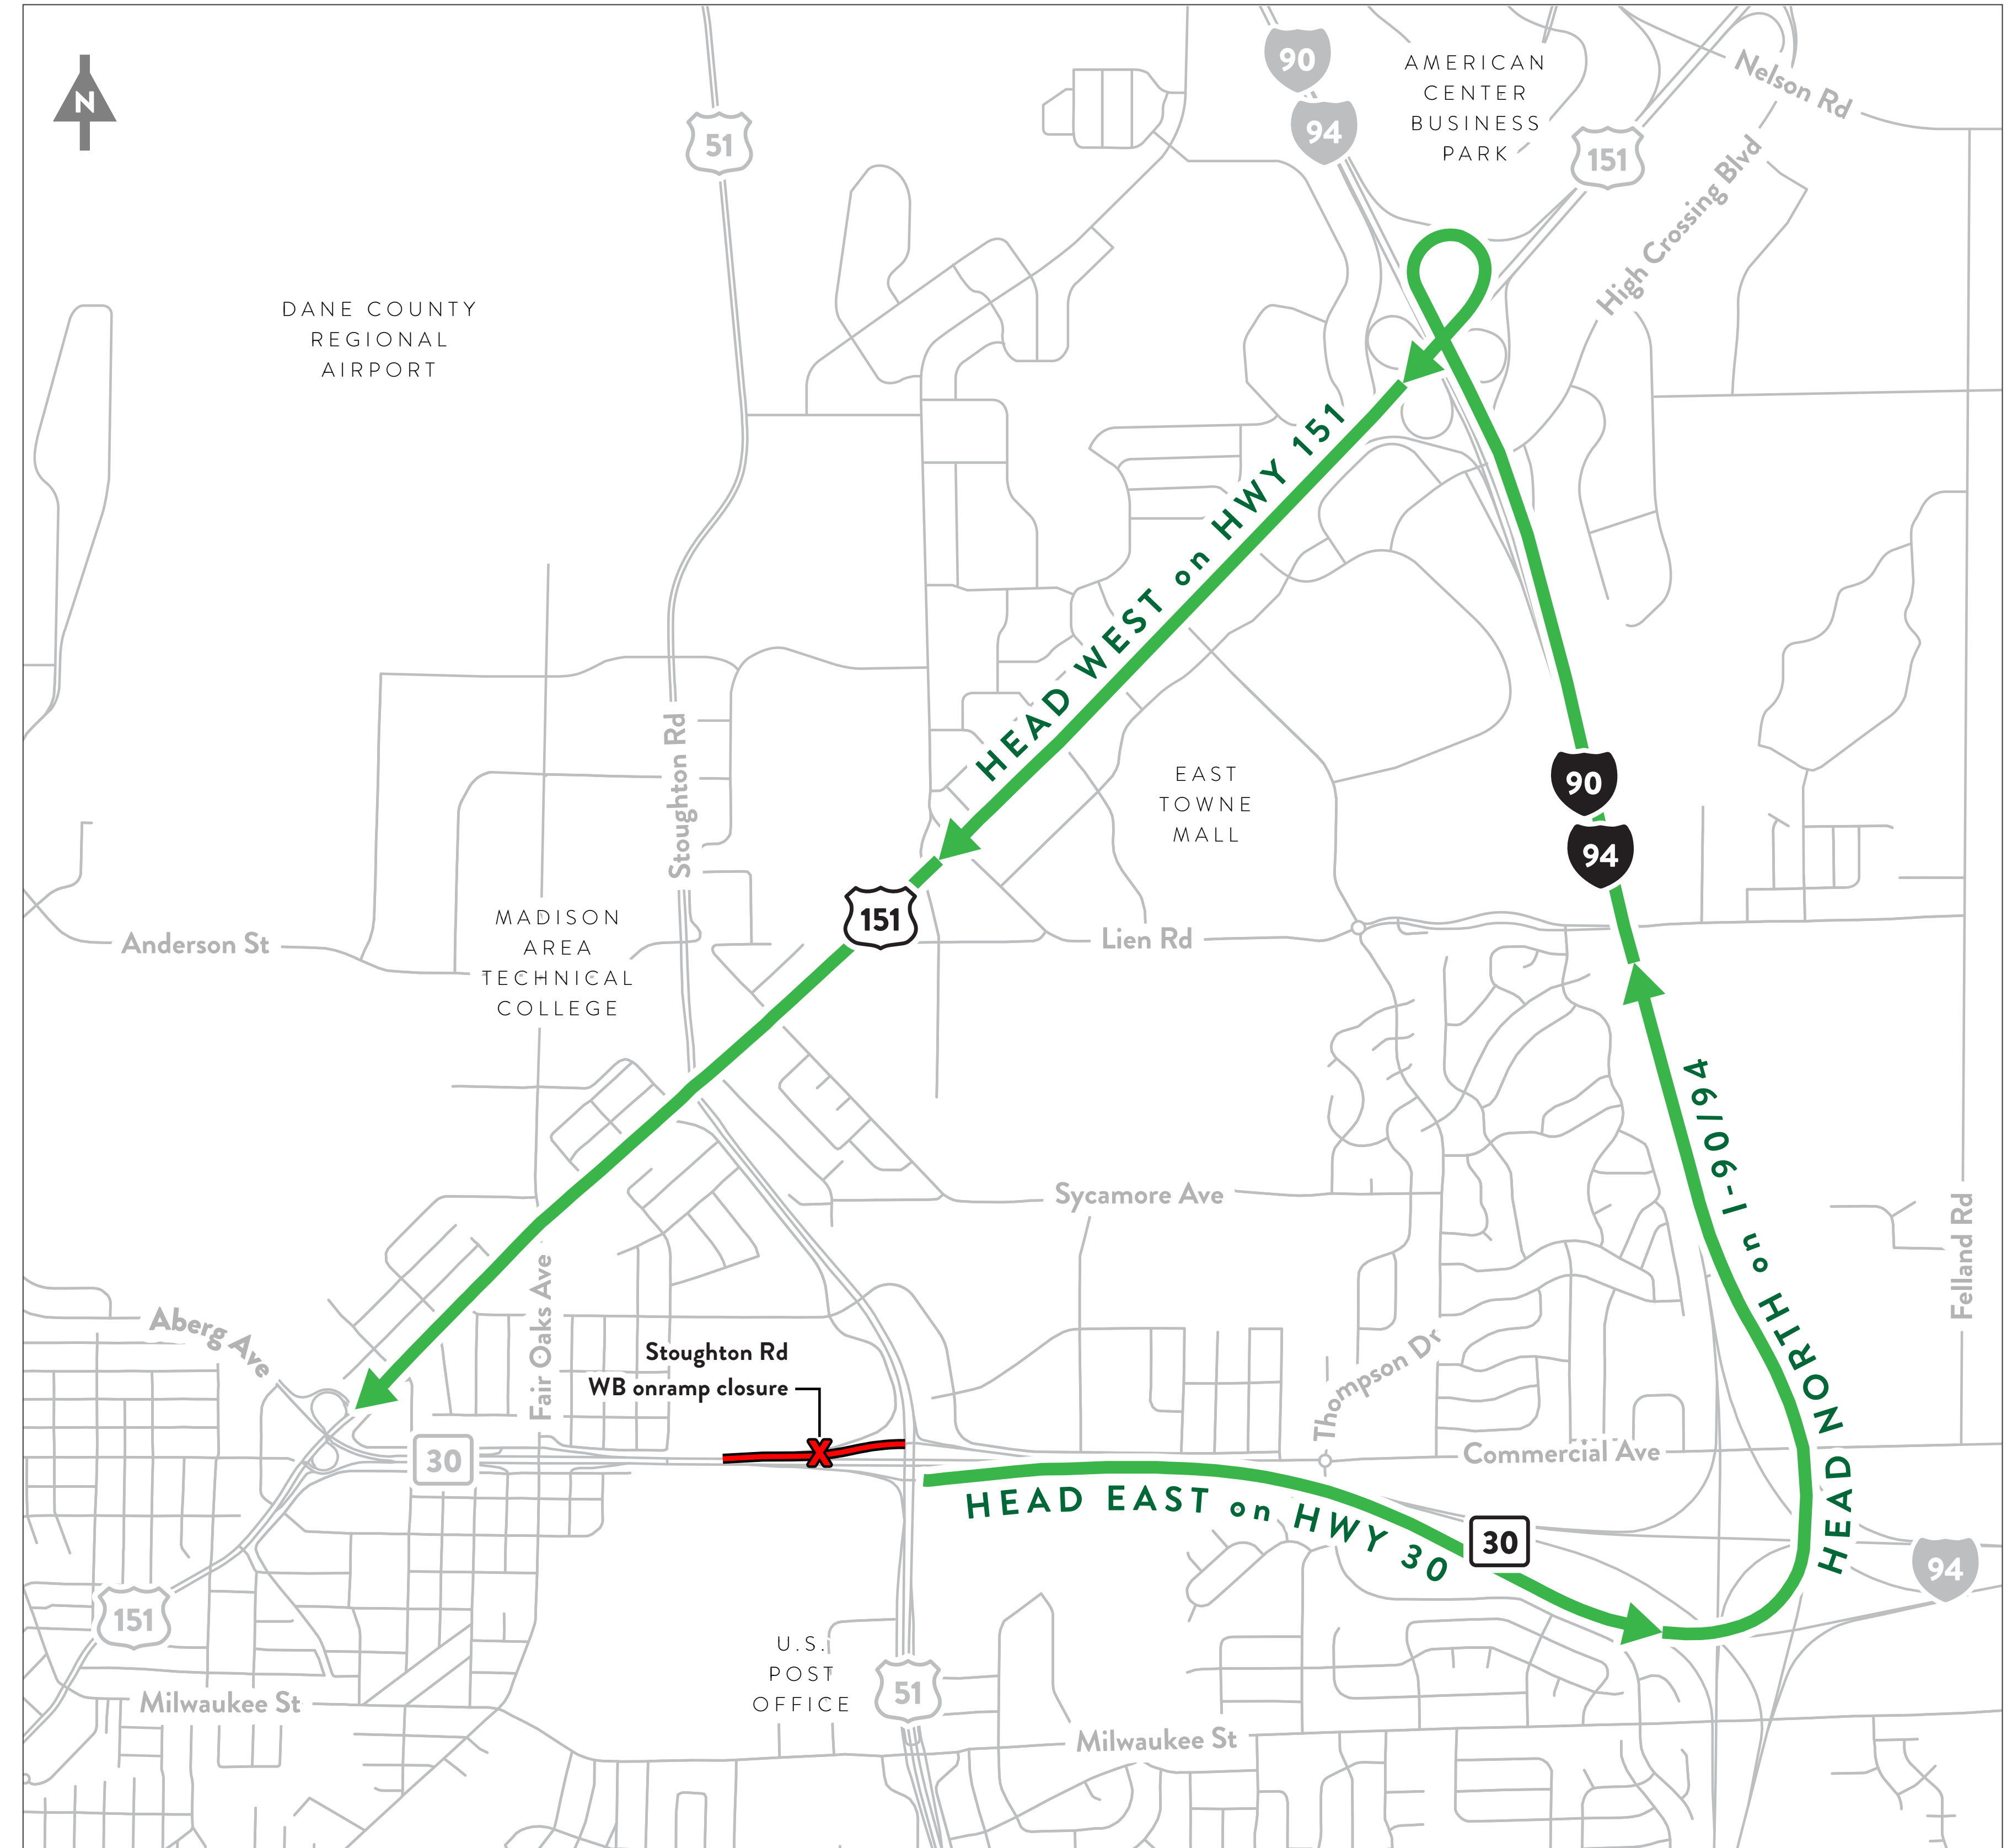 N
51
90
94
AMERICAN
CENTER
BUSINESS
PARK
151
Nelson Rd
High Crossing Blvd
DANE COUNTY
REGIONAL
AIRPORT
HEAD WEST on HWY 151
Stoughton Rd
EAST
TOWNE
MALL
90
94
151
MADISON
AREA
TECHNICAL
COLLEGE
Anderson St
Lien Rd
HEAD NORTH on I-90/94
Sycamore Ave
Felland Rd
Aberg Ave
Fair Oaks Ave
Stoughton Rd
WB onramp closure
X
Thompson Dr
30
Commercial Ave
HEAD EAST on HWY 30
30
94
151
U.S.
POST
OFFICE
51
Milwaukee St
Milwaukee St